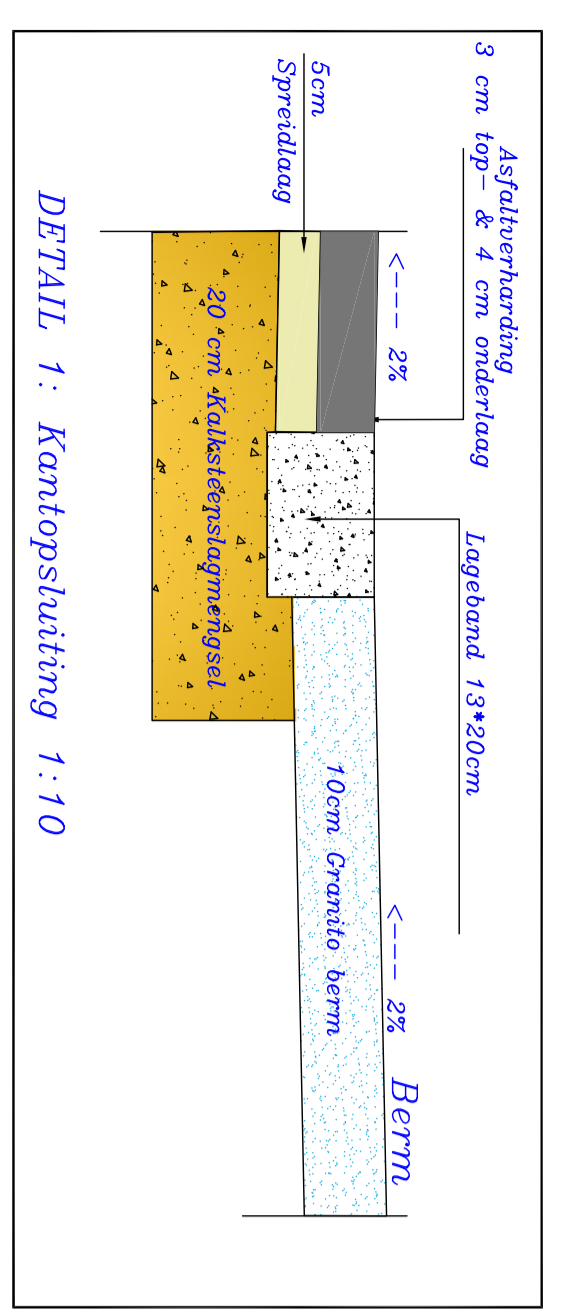 Asfaltverharding
3 cm top- & 4 cm onderlaag
Lageband 13*20cm
5cm
Spreidlaag
<--- 2%
<--- 2%
Berm
10cm Granito berm
20 cm Kalksteenslagmengsel
DETAIL 1: Kantopsluiting 1:10